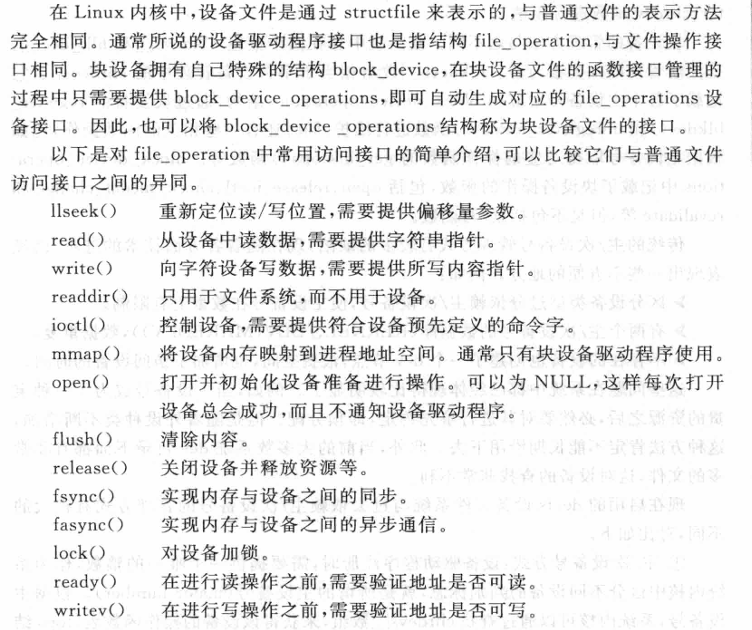 在 Linux 内核中,设备文件是通过 structfile 来表示的,与普通文件的表示方法
完全相同。通常所说的设备驱动程序接口也是指结构 file_operation,与文件操作接
口相同。块设备拥有自己特殊的结构 block_device,在块设备文件的函数接口管理的
过程中只需要提供 block_device_operations,即可自动生成对应的 file_operations 设
备接口。因此,也可以将 block_device_operations 结构称为块设备文件的接口。
以下是对 file_operation 中常用访问接口的简单介绍,可以比较它们与普通文件
访问接口之间的异同。
llseek() 重新定位读/写位置,需要提供偏移量参数。
read() 从设备中读数据,需要提供字符串指针。
write() 向字符设备写数据,需要提供所写内容指针。
readdir() 只用于文件系统,而不用于设备。
ioctl() 控制设备,需要提供符合设备预先定义的命令字。
mmap() 将设备内存映射到进程地址空间。通常只有块设备驱动程序使用。
open() 打开并初始化设备准备进行操作。可以为 NULL,这样每次打开
设备总会成功,而且不通知设备驱动程序。
flush() 清除内容。
release() 关闭设备并释放资源等。
fsync() 实现内存与设备之间的同步。
fasync() 实现内存与设备之间的异步通信。
lock() 对设备加锁。
ready() 在进行读操作之前,需要验证地址是否可读。
writev() 在进行写操作之前,需要验证地址是否可写。